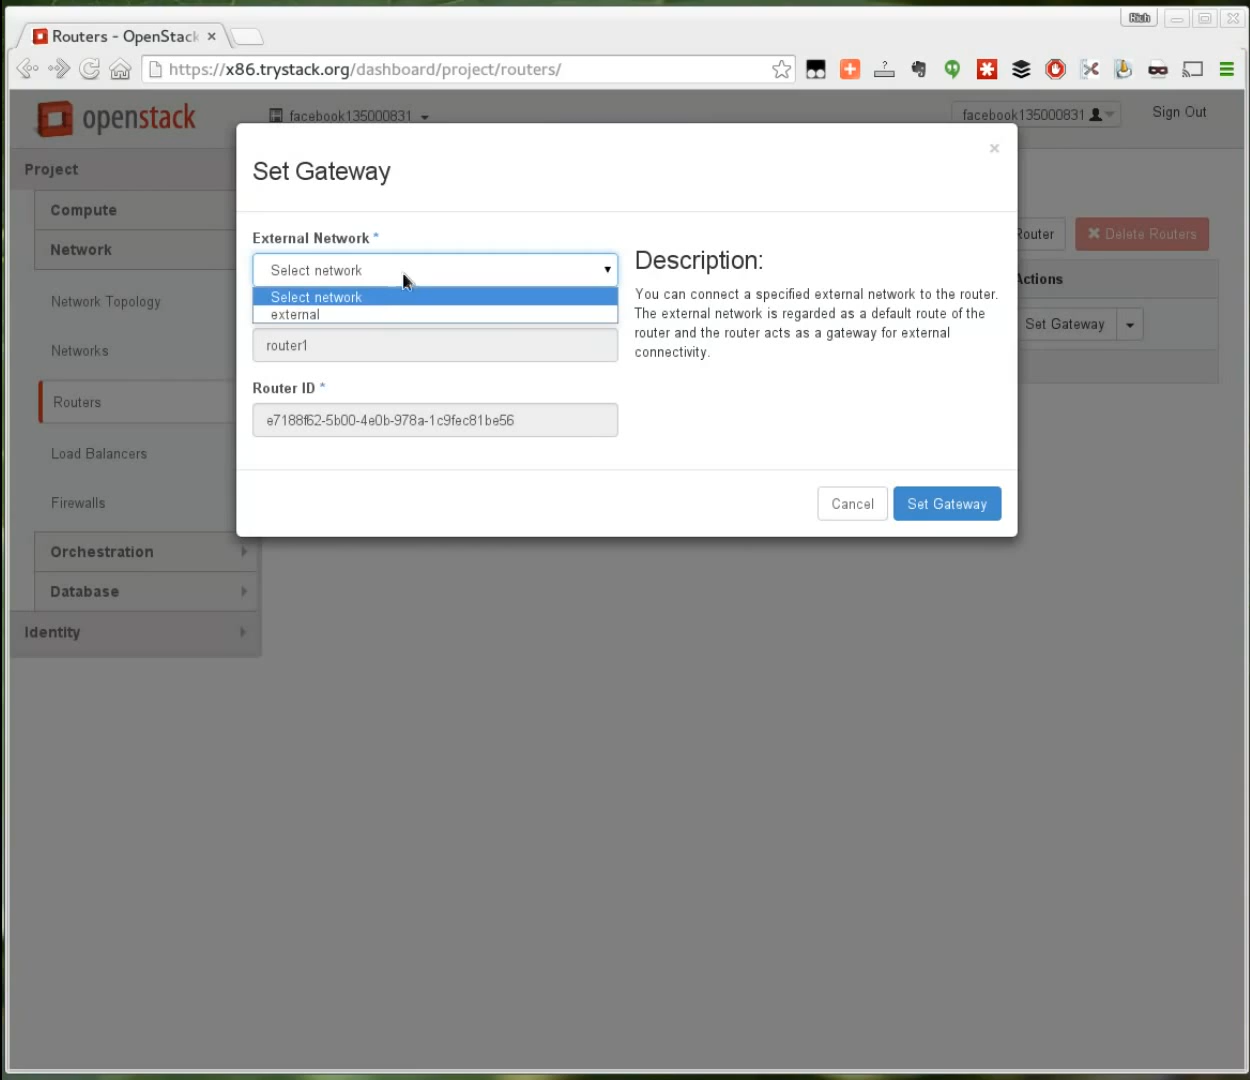 Rich
Routers - OpenStack ×
https://x86.trystack.org/dashboard/project/routers/
openstack
facebook135000831
facebook135000831
Sign Out
Project
Compute
Network
Network Topology
Networks
Routers
Load Balancers
Firewalls
Orchestration
Database
Identity
Router
Delete Routers
Actions
Set Gateway
Set Gateway
×
External Network *
Select network
Select network
external
router1
Router ID *
e7188f62-5b00-4e0b-978a-1c9fec81be56
Description:
You can connect a specified external network to the router.
The external network is regarded as a default route of the
router and the router acts as a gateway for external
connectivity.
Cancel
Set Gateway